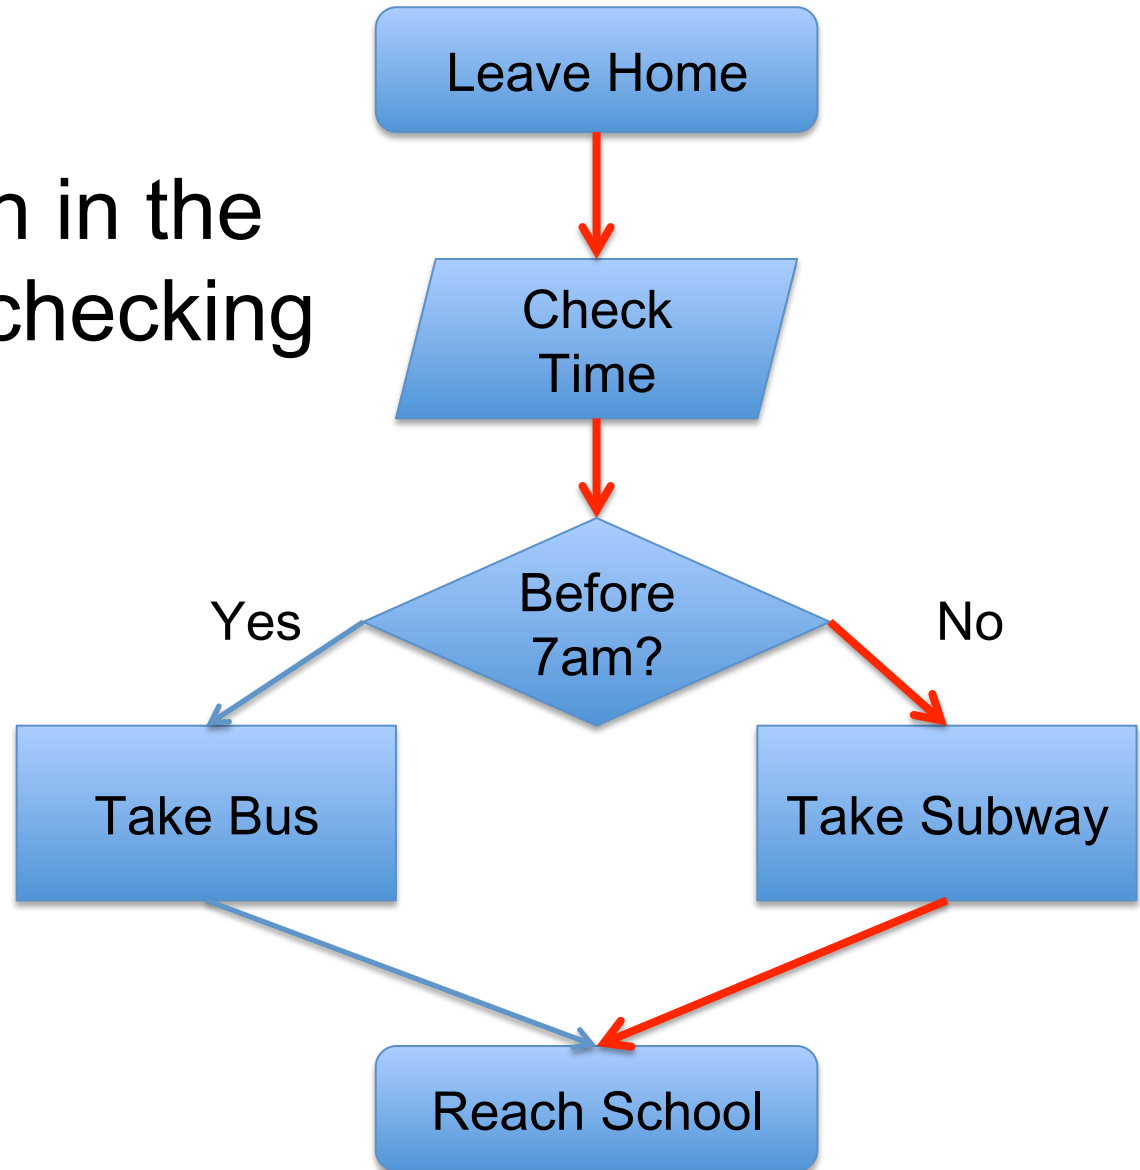 Leave Home
n in the
checking
Check
Time
Before
7am?
Yes
No
Take Bus
Take Subway
Reach School